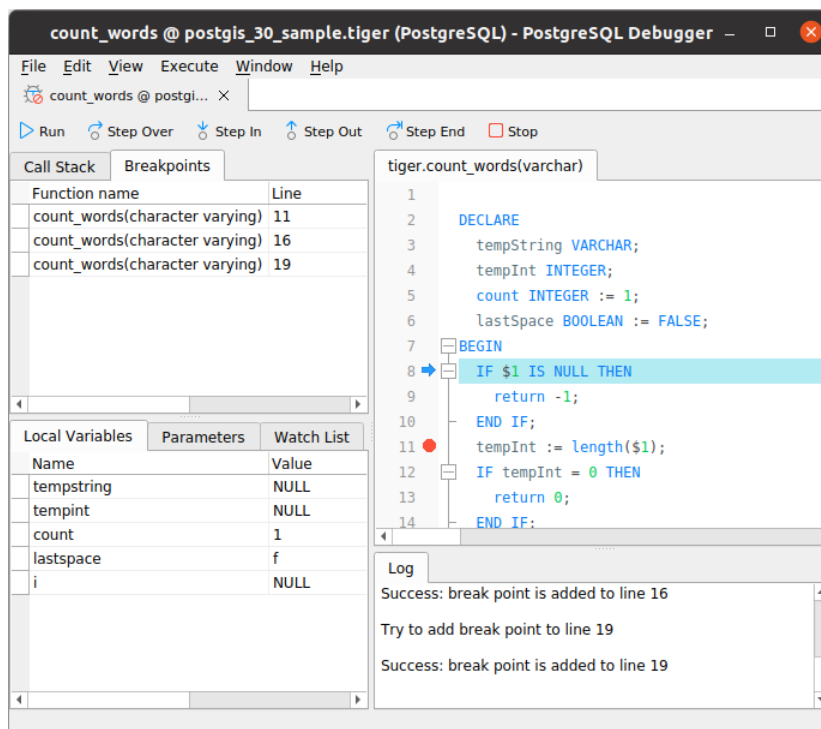 count_words @ postgis_30_sample.tiger (PostgreSQL) - PostgreSQL Debugger
File Edit View Execute Window Help
count_words @ postgi...
Run Step Over Step In Step Out Step End Stop
Call Stack Breakpoints
Function name Line
count_words(character varying) 11
count_words(character varying) 16
count_words(character varying) 19
Local Variables Parameters Watch List
Name Value
tempstring NULL
tempint NULL
count 1
lastspace f
i NULL
tiger.count_words(varchar)
1
2 DECLARE
3 tempString VARCHAR;
4 tempInt INTEGER;
5 count INTEGER := 1;
6 lastSpace BOOLEAN := FALSE;
7 BEGIN
8 IF $1 IS NULL THEN
9 return -1;
10 END IF;
11 tempInt := length($1);
12 IF tempInt = 0 THEN
13 return 0;
14 END IF;
Log
Success: break point is added to line 16
Try to add break point to line 19
Success: break point is added to line 19